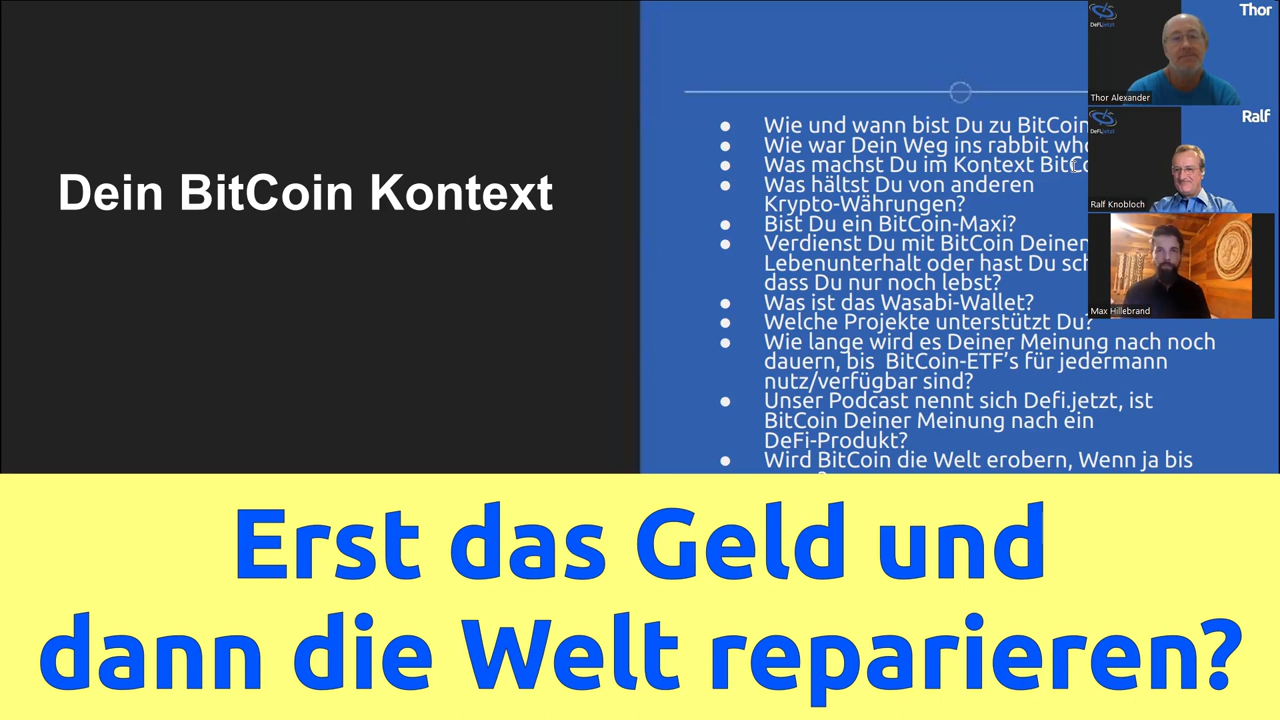 Dein BitCoin Kontext
Wie und wann bist Du zu BitCoin
Wie war Dein Weg ins rabbit
Was machst Du im Kontext
Was hältst Du von anderen
Krypto-Währungen?
Bist Du ein BitCoin-Maxi?
Verdienst Du mit BitCoin Deinen
Lebenunterhalt oder hast Du
dass Du nur noch lebst?
Was ist das Wasabi-Wallet?
Welche Projekte unterstützt Du?
Wie lange wird es Deiner Meinung nach noch
dauern, bis BitCoin-ETF's für jedermann
nutz/verfügbar sind?
Unser Podcast nennt sich Defi.jetzt, ist
BitCoin Deiner Meinung nach ein
DeFi-Produkt?
Wird BitCoin die Welt erobern, Wenn ja bis
DeFi.jetzt
Thor
Thor Alexander
DeFi.jetzt
Ralf
Ralf Knobloch
Max Hillebrand
Erst das Geld und
dann die Welt reparieren?